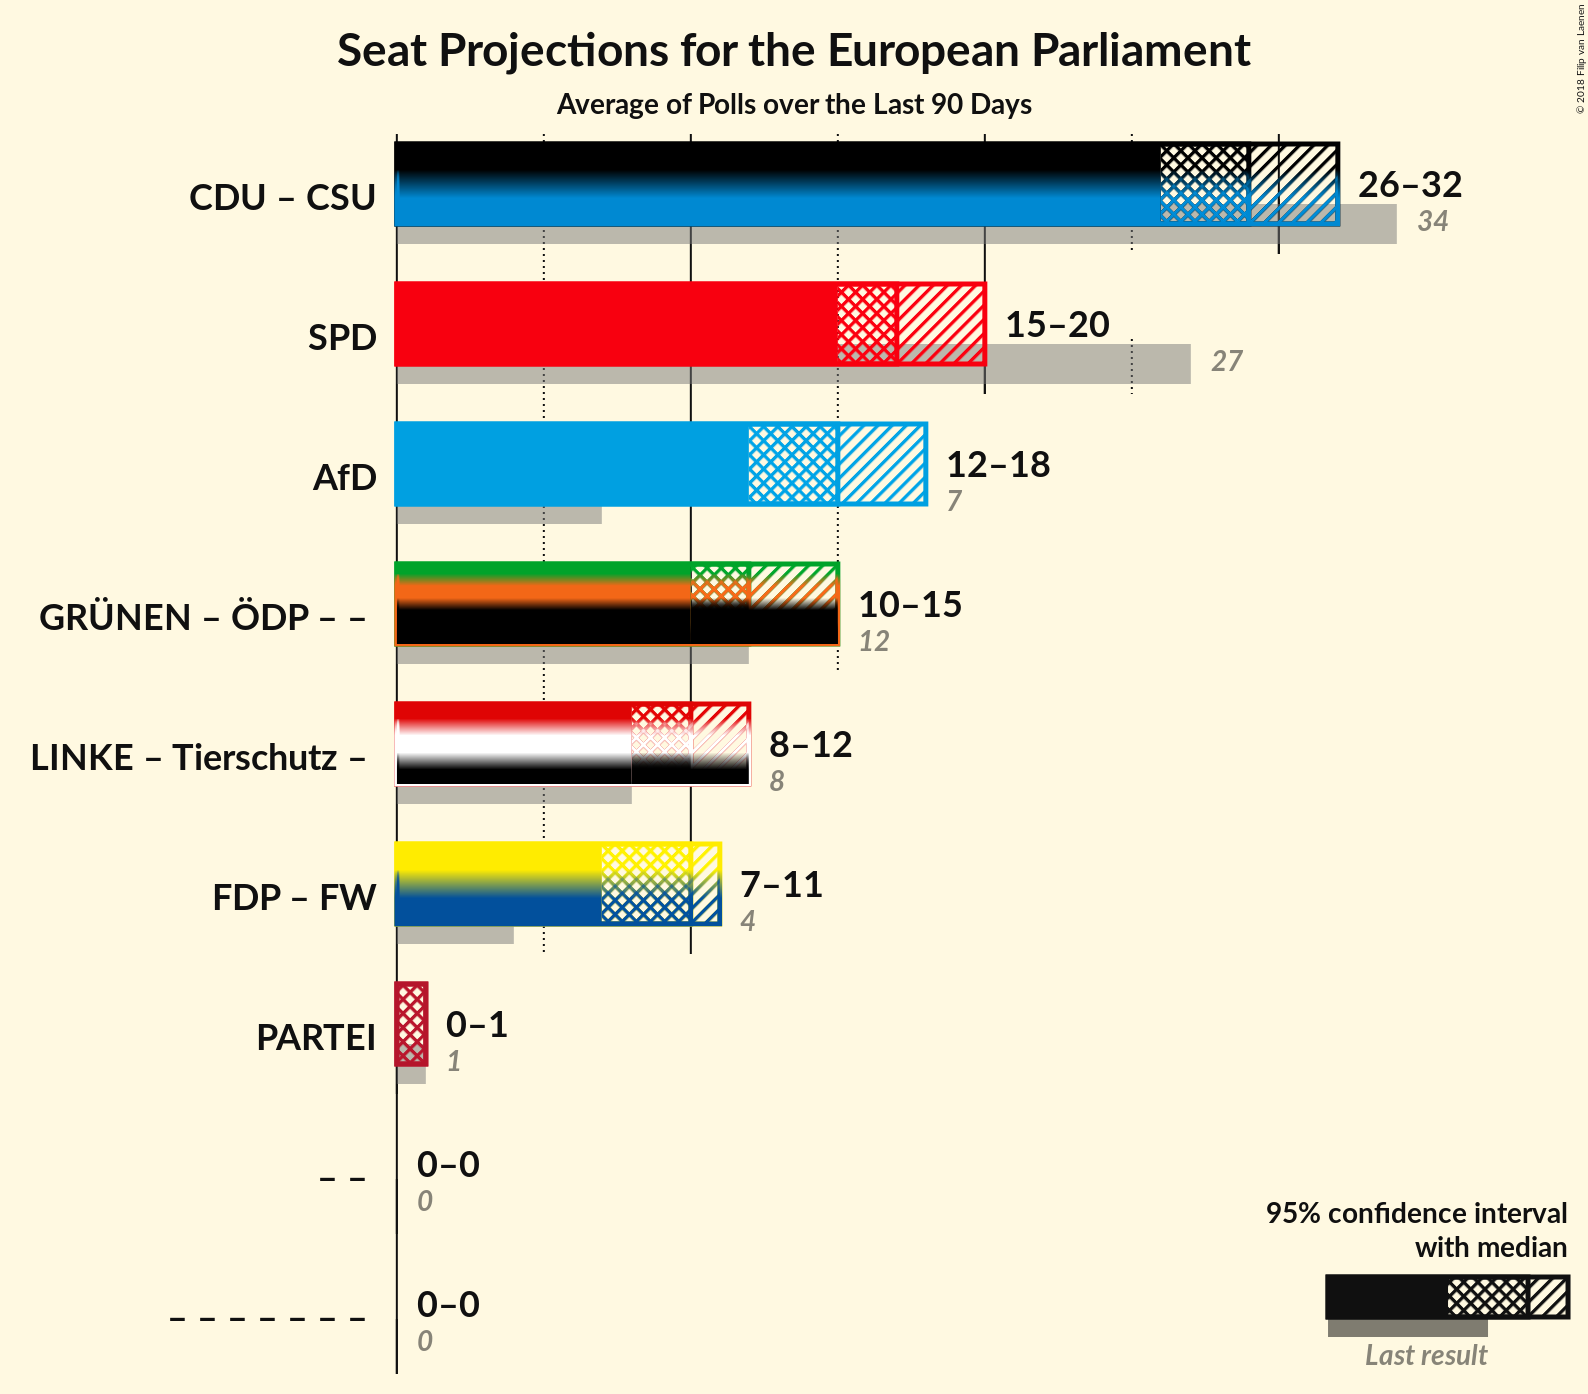 Seat Projections for the European Parliament
Average of Polls over the Last 90 Days
© 2018 Filip van Laenen
CDU – CSU
26–32
34
SPD
15–20
27
AfD
12–18
7
GRÜNEN – ÖDP – –
10–15
12
LINKE – Tierschutz –
8–12
8
FDP – FW
7–11
4
PARTEI
0–1
1
– –
0–0
0
– – – – – – –
0–0
0
95% confidence interval
with median
Last result